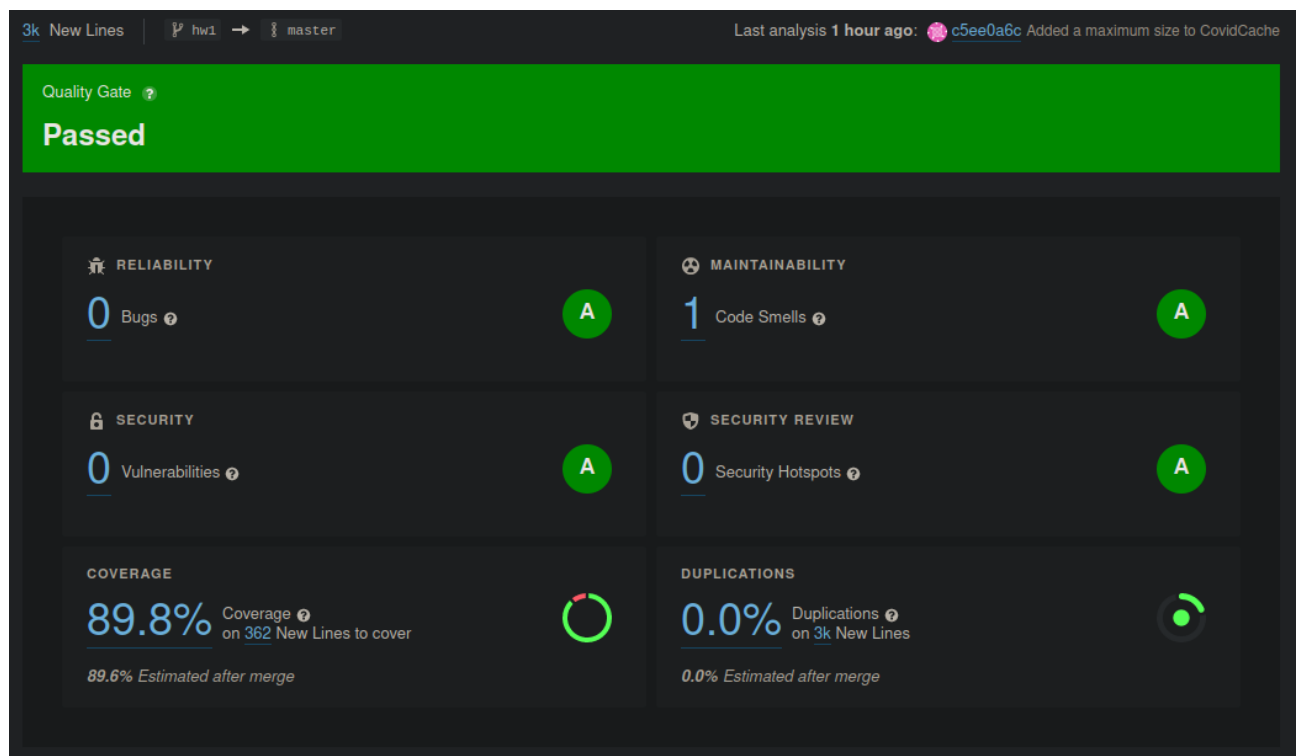 3k New Lines hw1 → master Last analysis 1 hour ago: c5ee0a6c Added a maximum size to CovidCache
Quality Gate ?
Passed
RELIABILITY
0 Bugs ?
A
MAINTAINABILITY
1 Code Smells ?
A
SECURITY
0 Vulnerabilities ?
A
SECURITY REVIEW
0 Security Hotspots ?
A
COVERAGE
89.8% Coverage ?
on 362 New Lines to cover
89.6% Estimated after merge
DUPLICATIONS
0.0% Duplications ?
on 3k New Lines
0.0% Estimated after merge